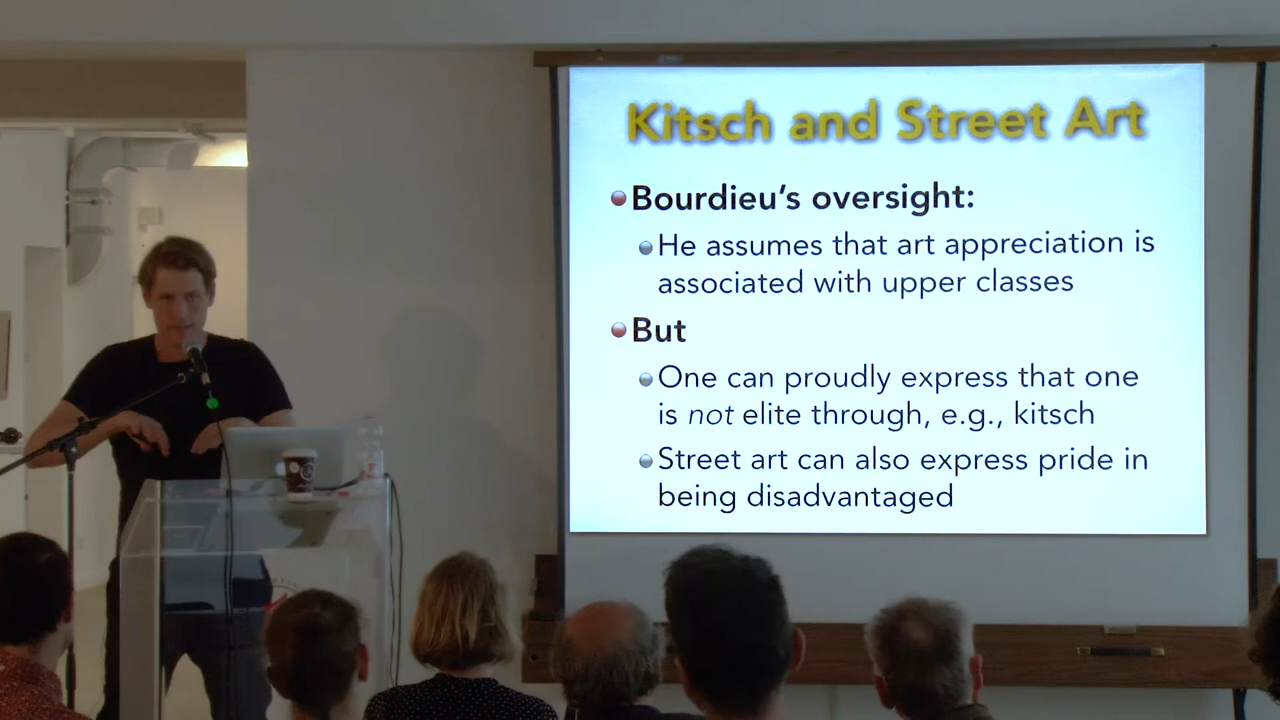 Kitsch and Street Art
Bourdieu's oversight:
He assumes that art appreciation is
associated with upper classes
But
One can proudly express that one
is not elite through, e.g., kitsch
Street art can also express pride in
being disadvantaged